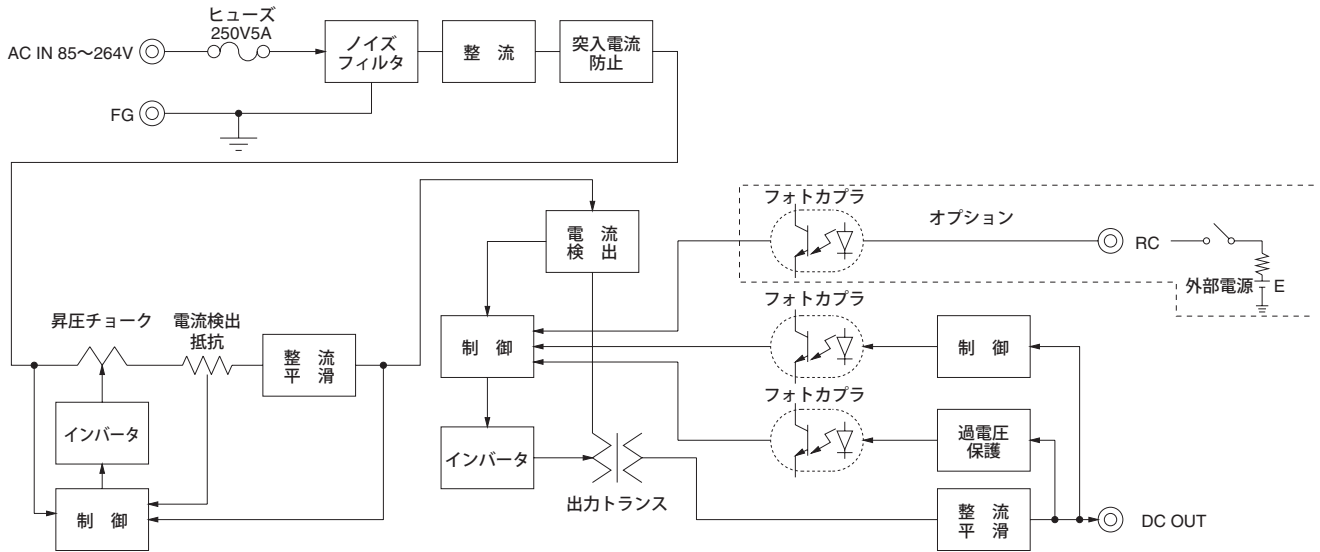 ヒューズ
250V5A
AC IN 85〜264V
ノイズ
フィルタ
整 流
突入電流
防止
FG
フォトカプラ
オプション
電 流
検 出
RC
外部電源
E
昇圧チョーク
電流検出
抵抗
整 流
平 滑
制 御
フォトカプラ
制 御
フォトカプラ
インバータ
インバータ
過電圧
保護
出力トランス
制 御
整 流
平 滑
DC OUT